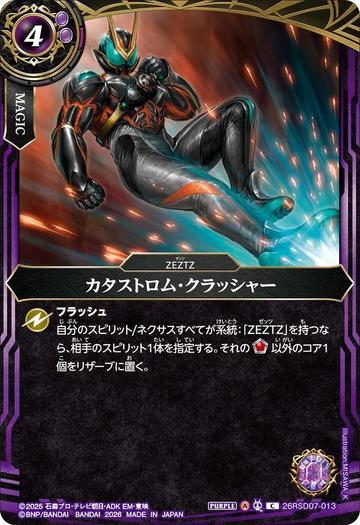 4
MAGIC
ゼッツ
ZEZTZ
カタストロム・クラッシャー
フラッシュ
自分のスピリット/ネクサスすべてが系統:「ZEZTZ」を持つな
ら、相手のスピリット1体を指定する。それの以外のコア1
個をリザーブに置く。
illustration:MISAWA.K
©2025 石森プロ・テレビ朝日・ADK EM・東映
©BNP/BANDAI BANDAI 2026 MADE IN JAPAN
PURPLE A C 26RSD07-013